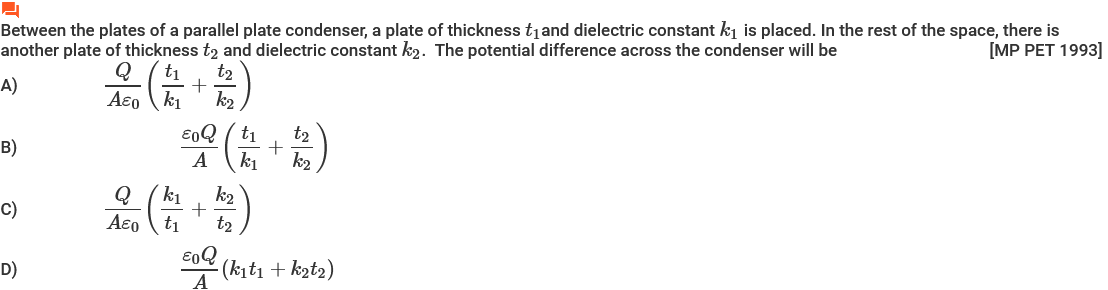 Between the plates of a parallel plate condenser, a plate of thickness $t_1$and dielectric constant $k_1$ is placed. In the rest of the space, there is
another plate of thickness $t_2$ and dielectric constant $k_2$. The potential difference across the condenser will be [MP PET 1993]
A) $\frac{Q}{A\varepsilon_0}\left(\frac{t_1}{k_1}+\frac{t_2}{k_2}\right)$
B) $\frac{\varepsilon_0 Q}{A}\left(\frac{t_1}{k_1}+\frac{t_2}{k_2}\right)$
C) $\frac{Q}{A\varepsilon_0}\left(\frac{k_1}{t_1}+\frac{k_2}{t_2}\right)$
D) $\frac{\varepsilon_0 Q}{A}(k_1t_1+k_2t_2)$